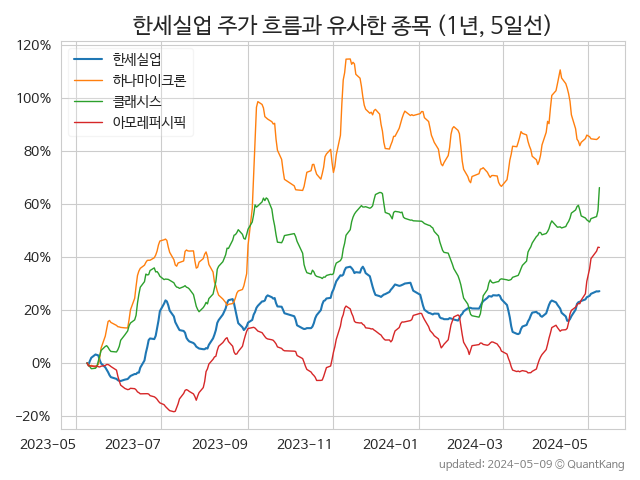 한세실업 주가 흐름과 유사한 종목 (1년, 5일선)
120%
100%
80%
60%
40%
20%
0%
−20%
한세실업
하나마이크론
클래시스
아모레퍼시픽
2023-05 2023-07 2023-09 2023-11 2024-01 2024-03 2024-05
updated: 2024-05-09 ⓒ QuantKang